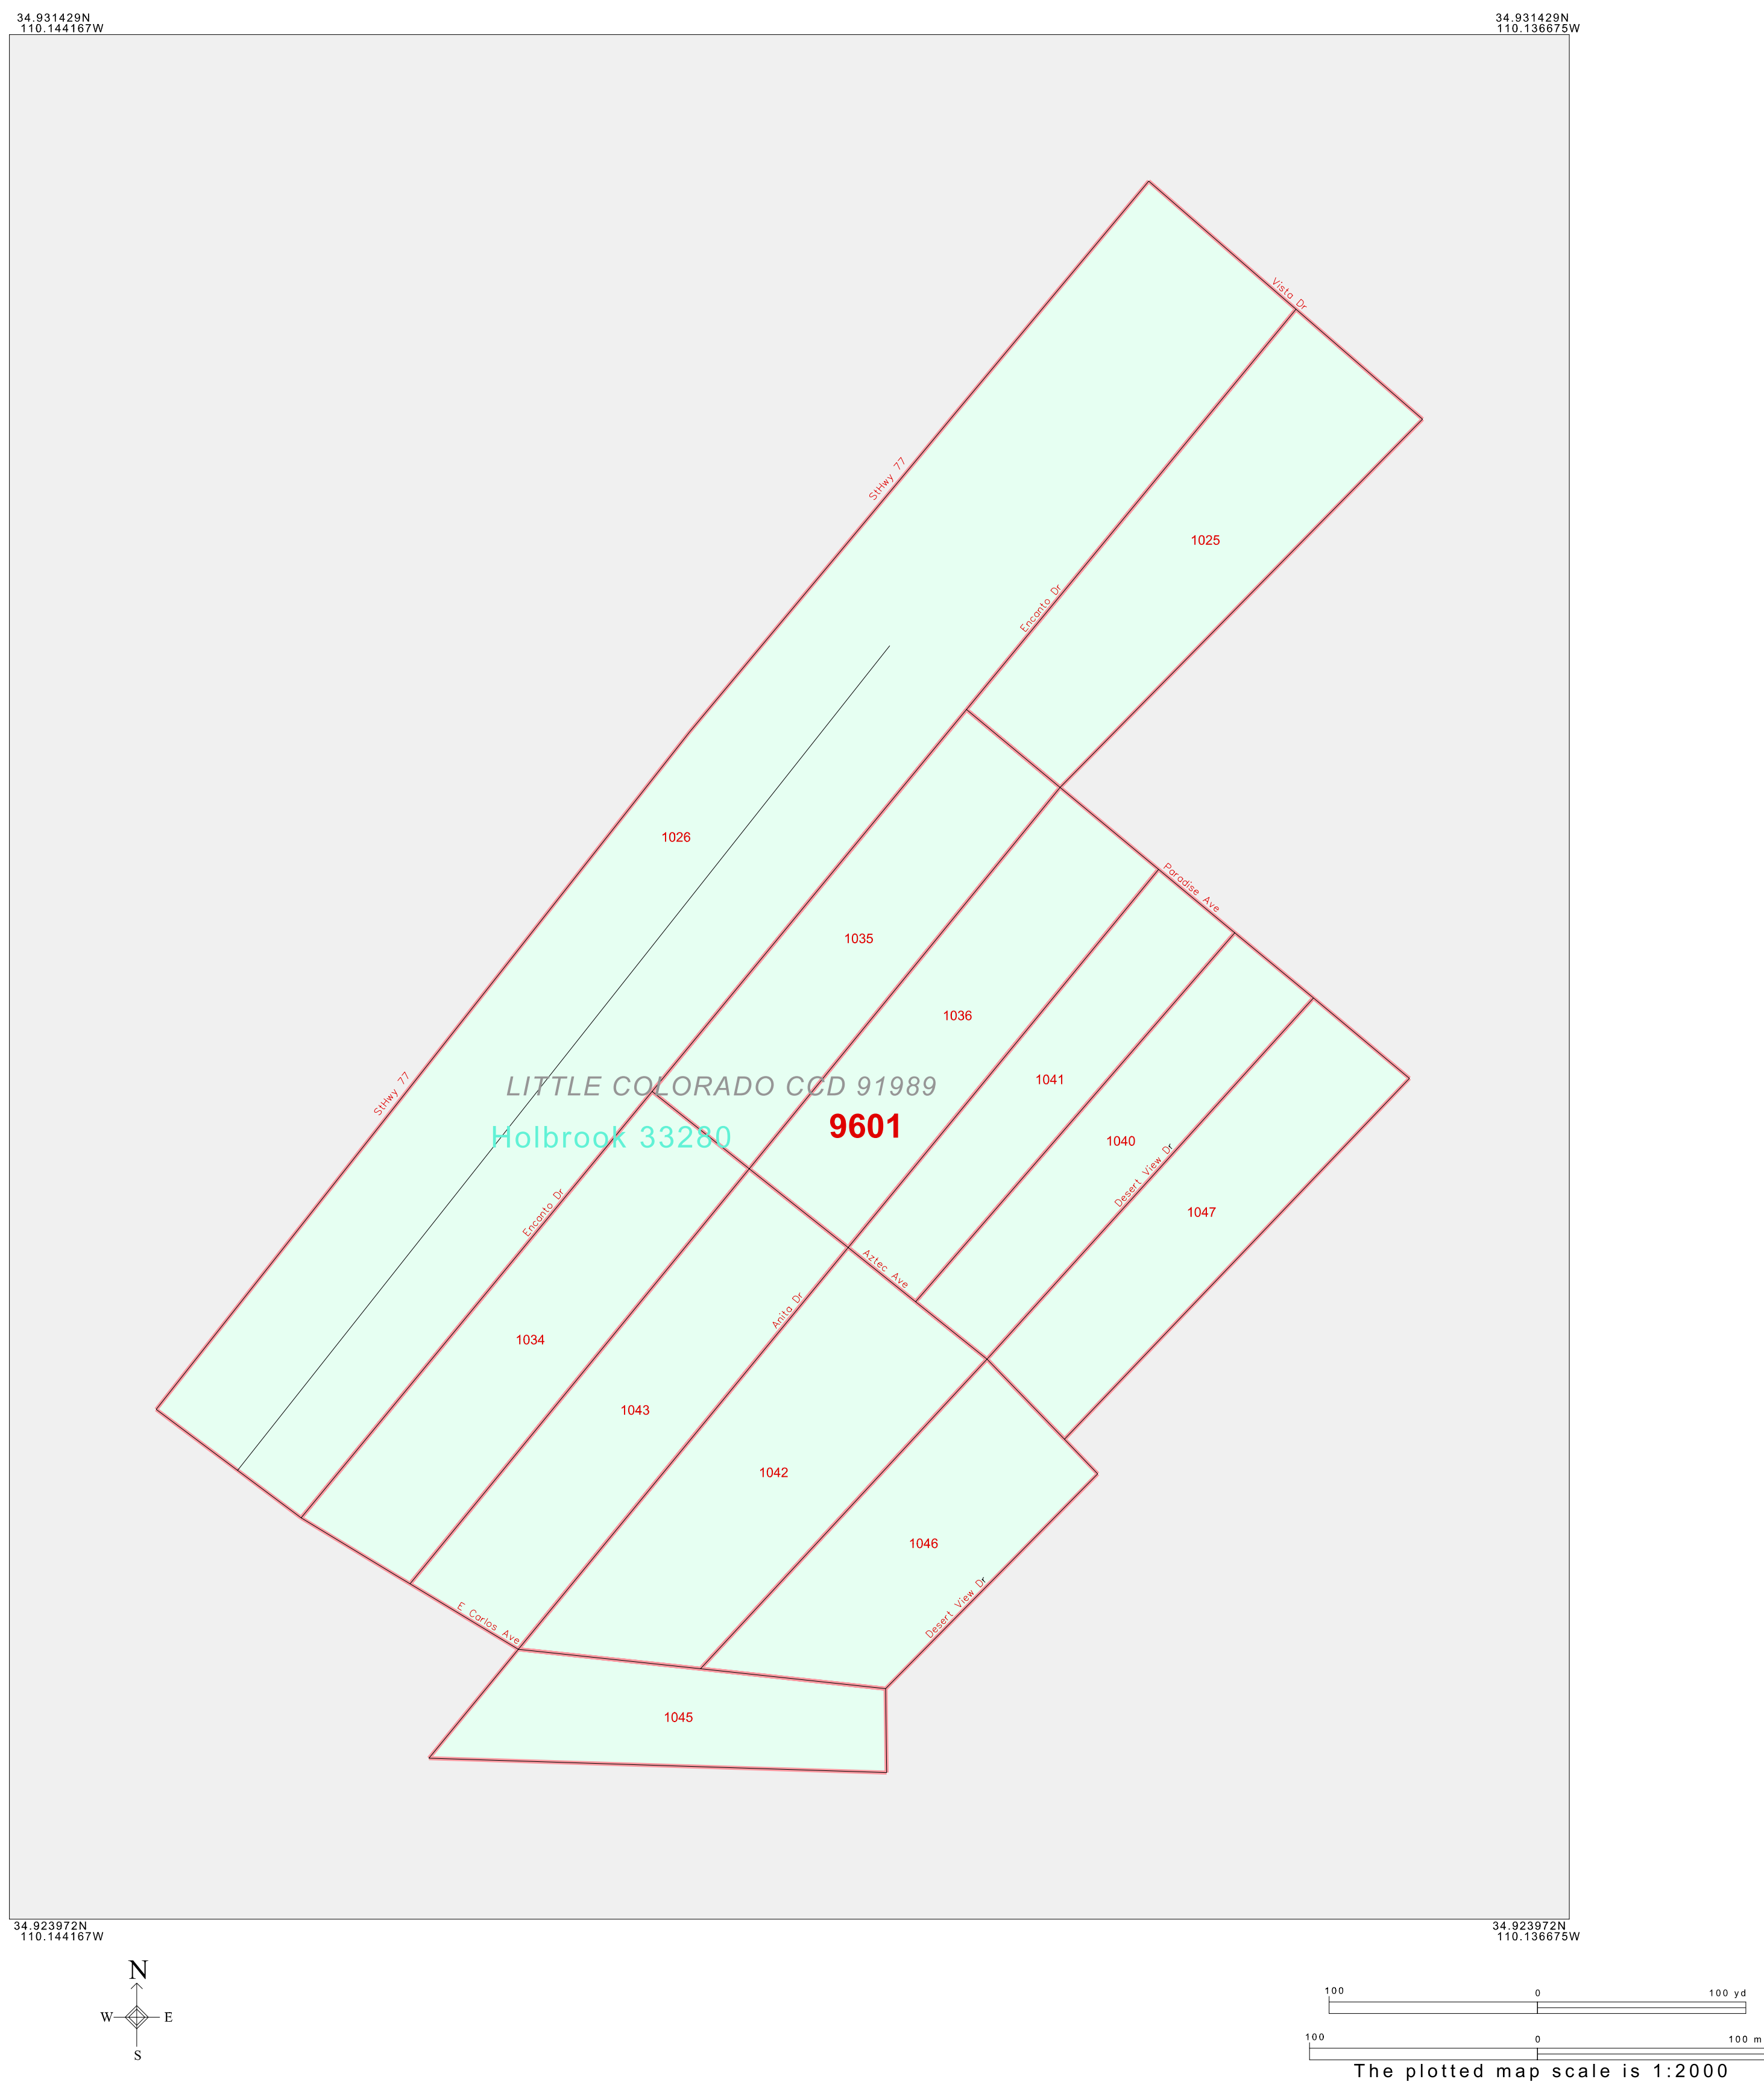 34.931429N
110.144167W
34.931429N
110.136675W
Vista Dr
StHwy 77
1025
Encanto Dr
1026
Paradise Ave
1035
1036
StHwy 77
LITTLE COLORADO CCD 91989
1041
9601
Holbrook 33280
1040
Desert View Dr
Encanto Dr
1047
Aztec Ave
Anita Dr
1034
1043
1042
1046
Desert View Dr
E Carlos Ave
1045
34.923972N
110.144167W
34.923972N
110.136675W
N
W
E
S
100 0 100 yd
100 0 100 m
The plotted map scale is 1:2000